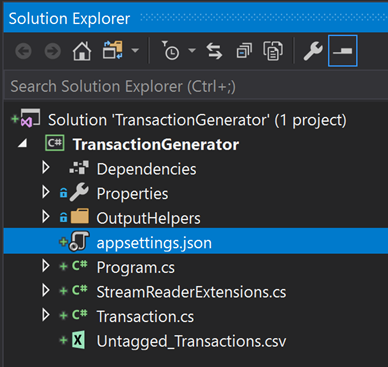 Solution Explorer
Search Solution Explorer (Ctrl+;)
Solution 'TransactionGenerator' (1 project)
C# TransactionGenerator
Dependencies
Properties
OutputHelpers
appsettings.json
C# Program.cs
C# StreamReaderExtensions.cs
C# Transaction.cs
Untagged_Transactions.csv